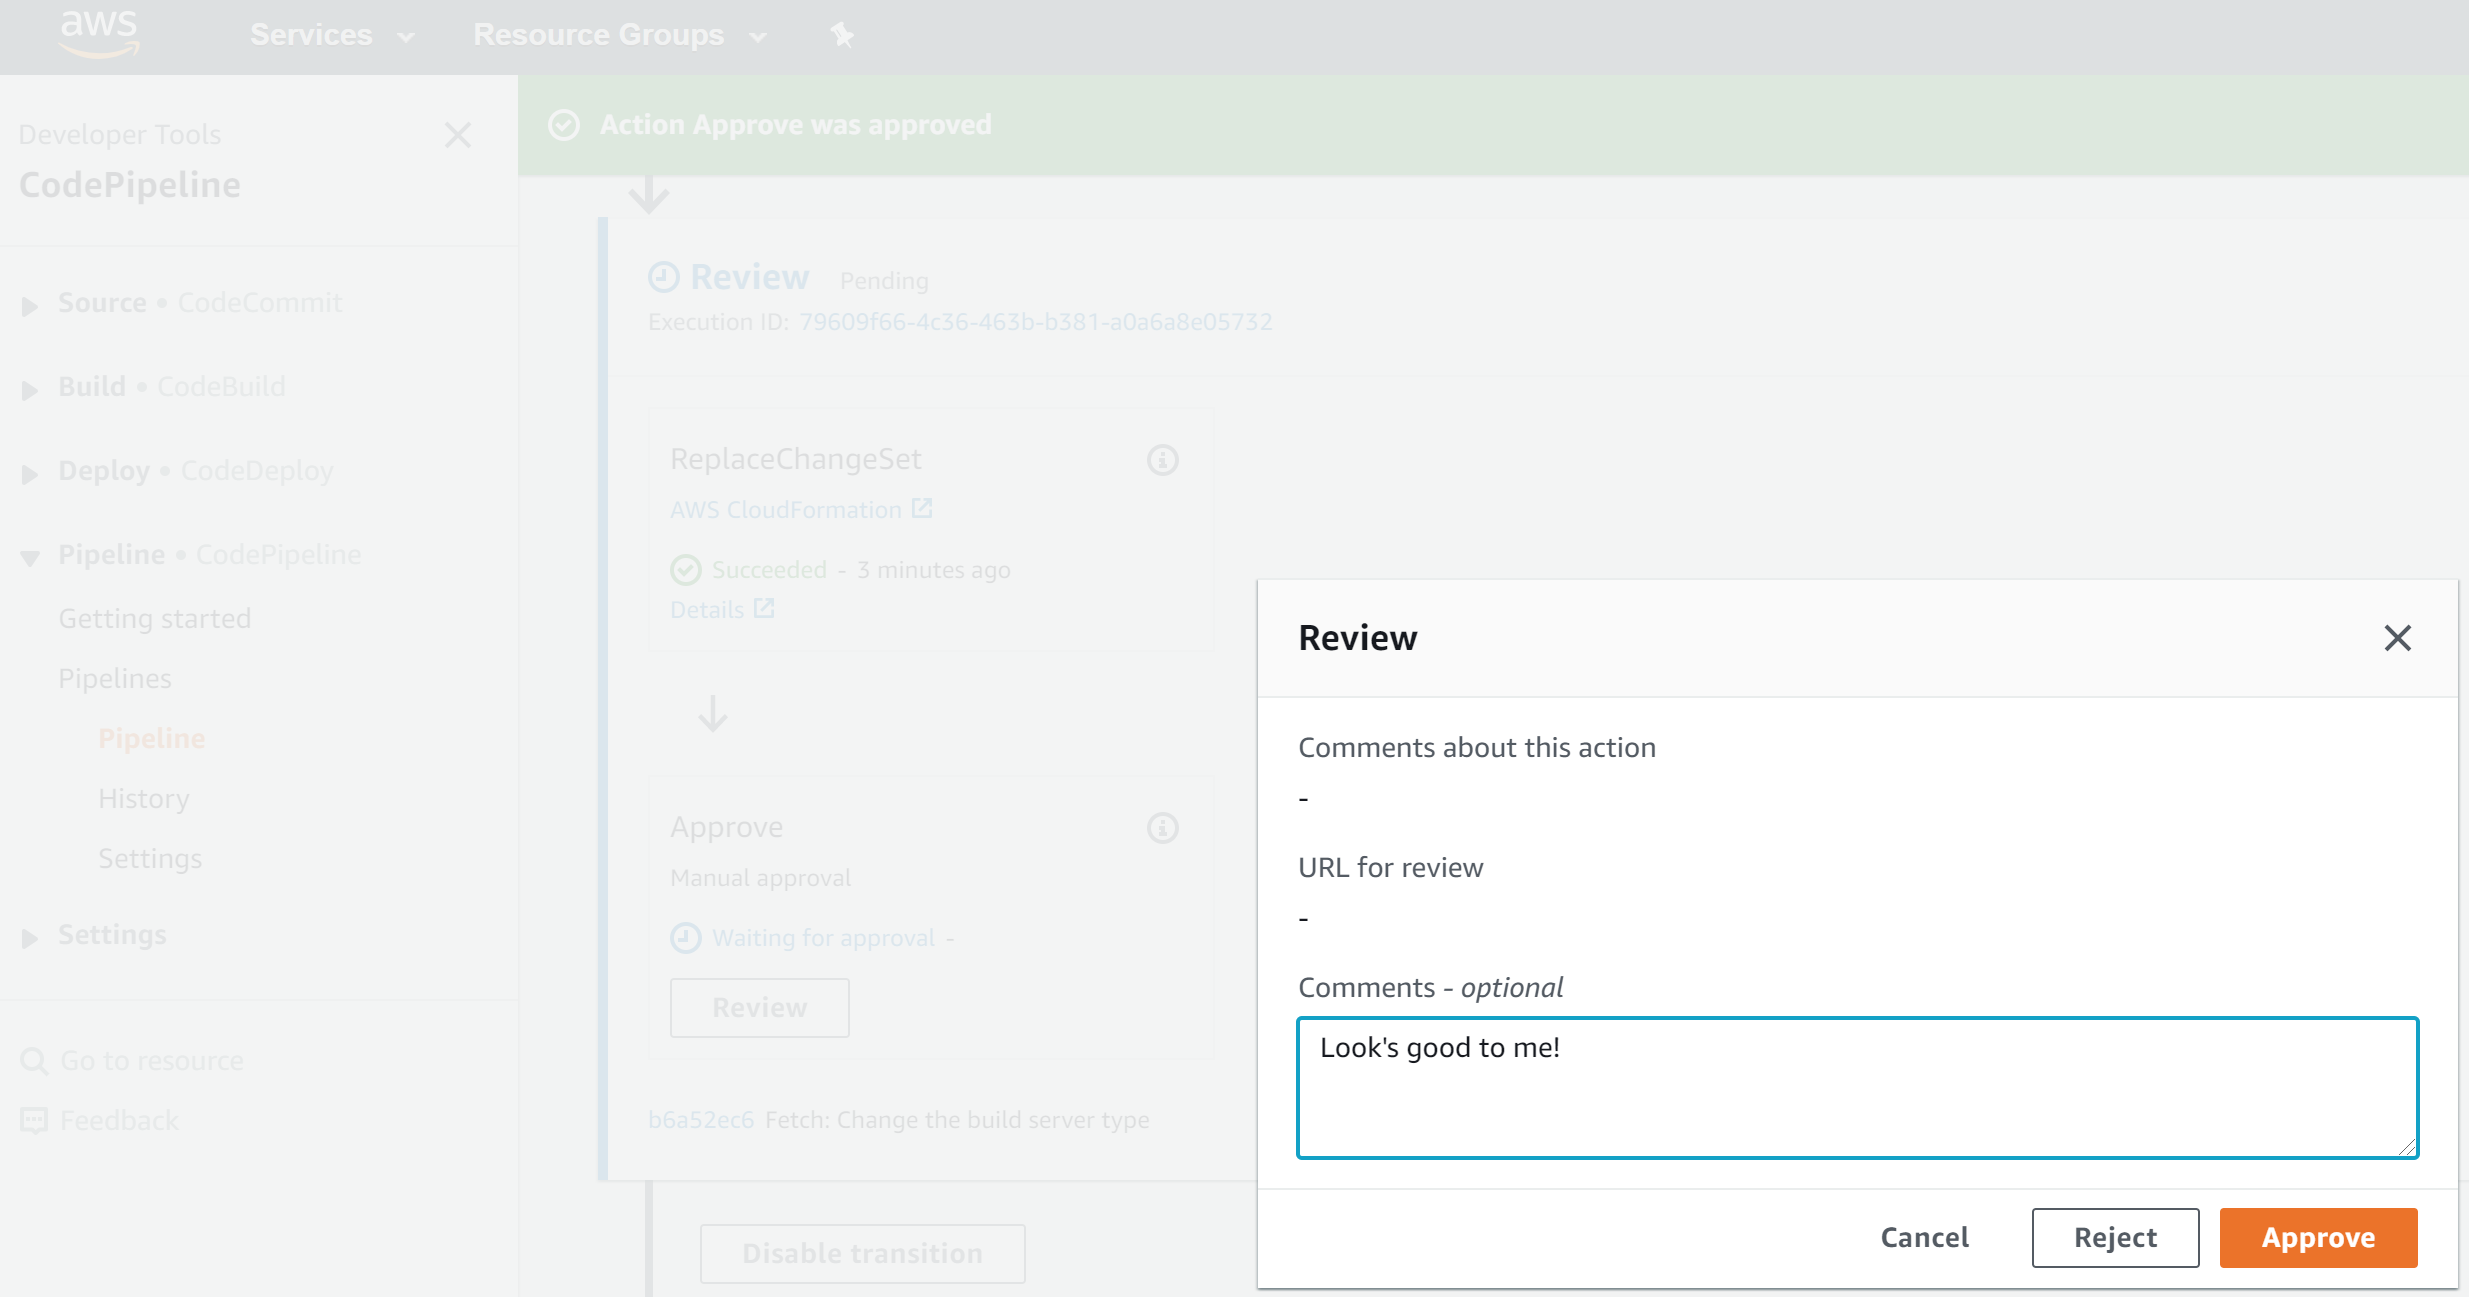 aws
Services
Resource Groups
Developer Tools
CodePipeline
Source • CodeCommit
Build • CodeBuild
Deploy • CodeDeploy
Pipeline • CodePipeline
Getting started
Pipelines
Pipeline
History
Settings
Settings
Go to resource
Feedback
Action Approve was approved
Review Pending
Execution ID: 79609f66-4c36-463b-b381-a0a6a8e05732
ReplaceChangeSet
AWS CloudFormation
Succeeded - 3 minutes ago
Details
Approve
Manual approval
Waiting for approval -
Review
b6a52ec6 Fetch: Change the build server type
Disable transition
Review
Comments about this action
-
URL for review
-
Comments - optional
Look's good to me!
Cancel
Reject
Approve